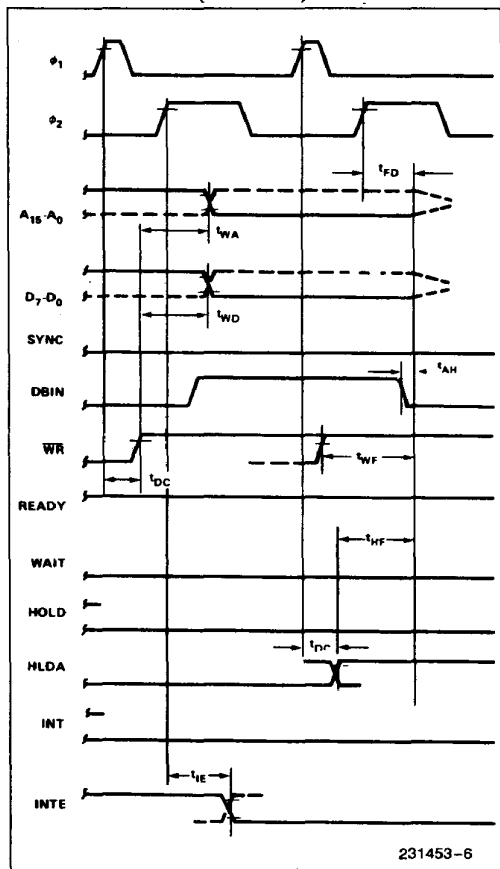 ϕ1
ϕ2
tFD
A15-A0
tWA
D7-D0
tWD
SYNC
tAH
DBIN
WR
tWF
tDC
READY
tHF
WAIT
HOLD
tDC
HLDA
INT
tIE
INTE
231453-6